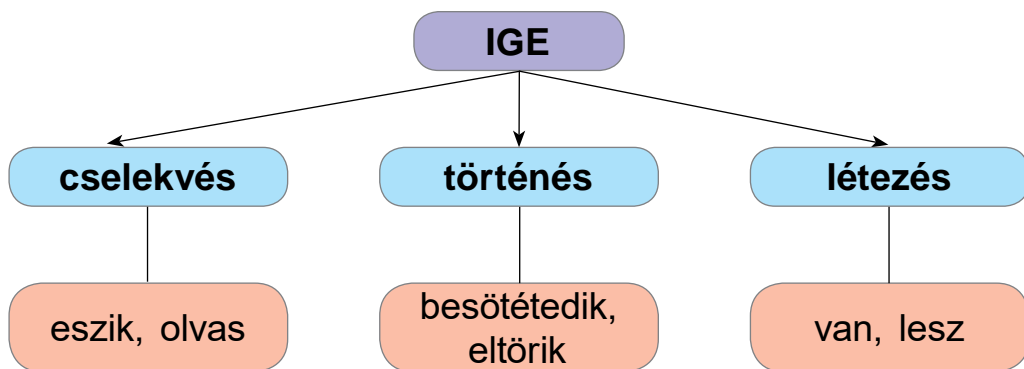 IGE
cselekvés
történés
létezés
eszik, olvas
besötétedik,
eltörik
van, lesz